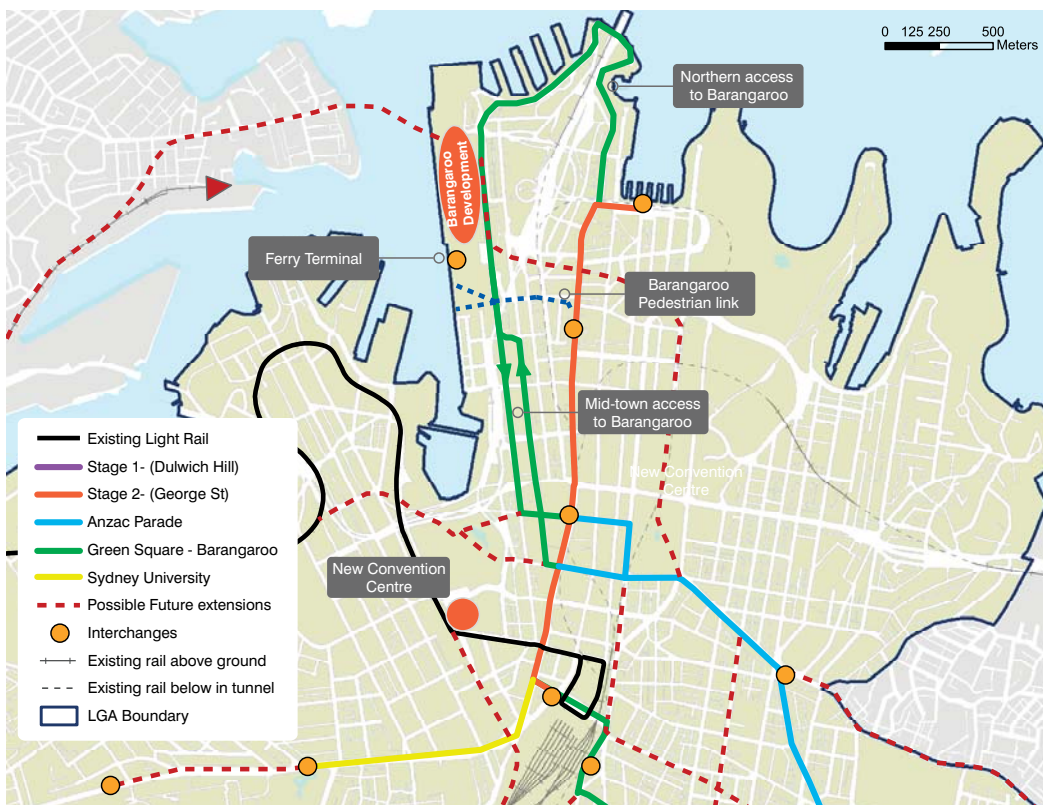 0 125 250 500
Meters
Northern access
to Barangaroo
Barangaroo
Development
Ferry Terminal
Barangaroo
Pedestrian link
Mid-town access
to Barangaroo
New Convention
Centre
New Convention
Centre
Existing Light Rail
Stage 1- (Dulwich Hill)
Stage 2- (George St)
Anzac Parade
Green Square - Barangaroo
Sydney University
Possible Future extensions
Interchanges
Existing rail above ground
Existing rail below in tunnel
LGA Boundary